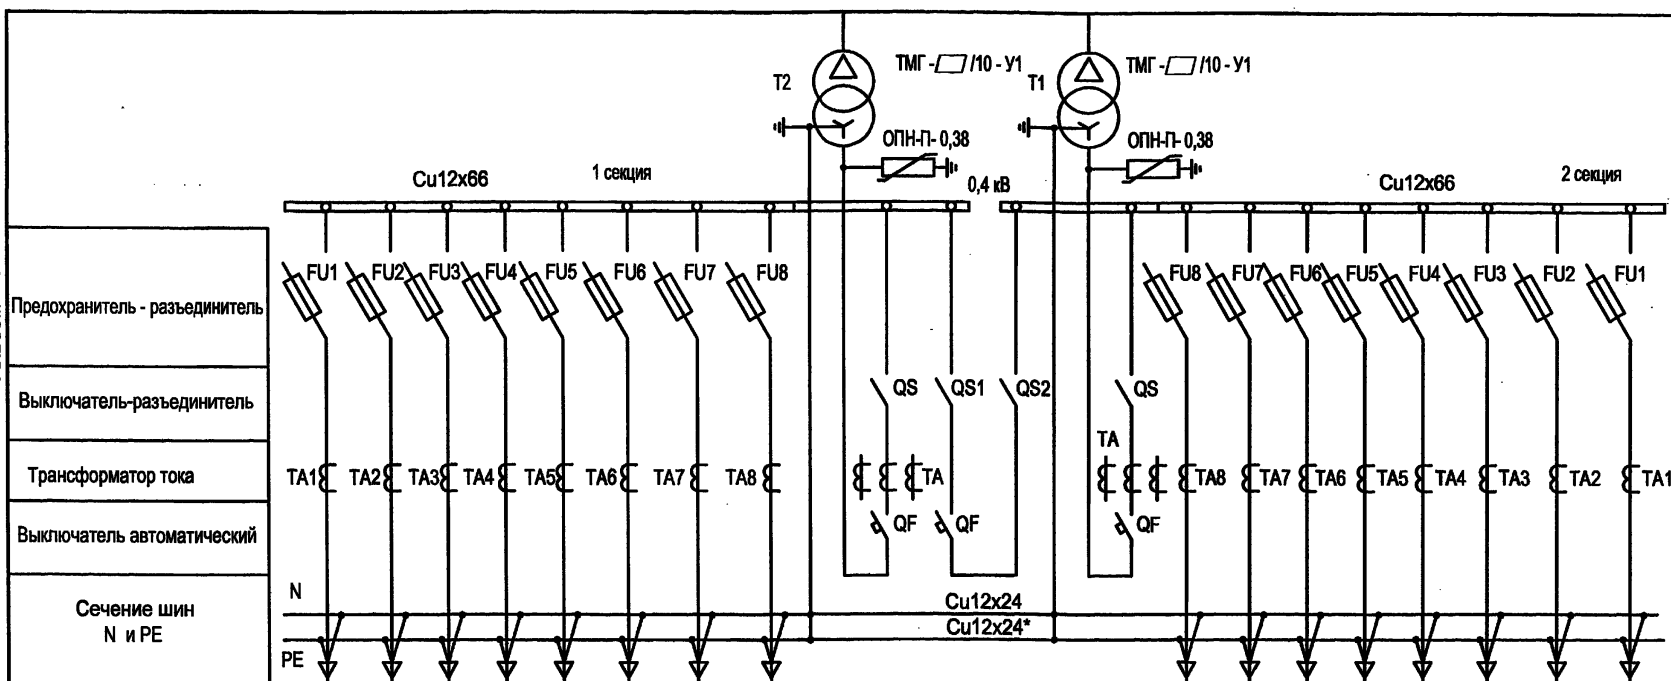 Т2
ТМГ - /10 - У1
Т1
ТМГ - /10 - У1
ОПН-П- 0,38
ОПН-П- 0,38
Cu12x66
1 секция
0,4 кВ
Cu12x66
2 секция
FU1 FU2 FU3 FU4 FU5 FU6 FU7 FU8
FU8 FU7 FU6 FU5 FU4 FU3 FU2 FU1
Предохранитель - разъединитель
Выключатель-разъединитель
QS QS1 QS2 QS
Трансформатор тока
TA1 TA2 TA3 TA4 TA5 TA6 TA7 TA8 TA
TA
TA8 TA7 TA6 TA5 TA4 TA3 TA2 TA1
Выключатель автоматический
QF QF QF
Сечение шин
N и PE
N
Cu12x24
Cu12x24*
PE